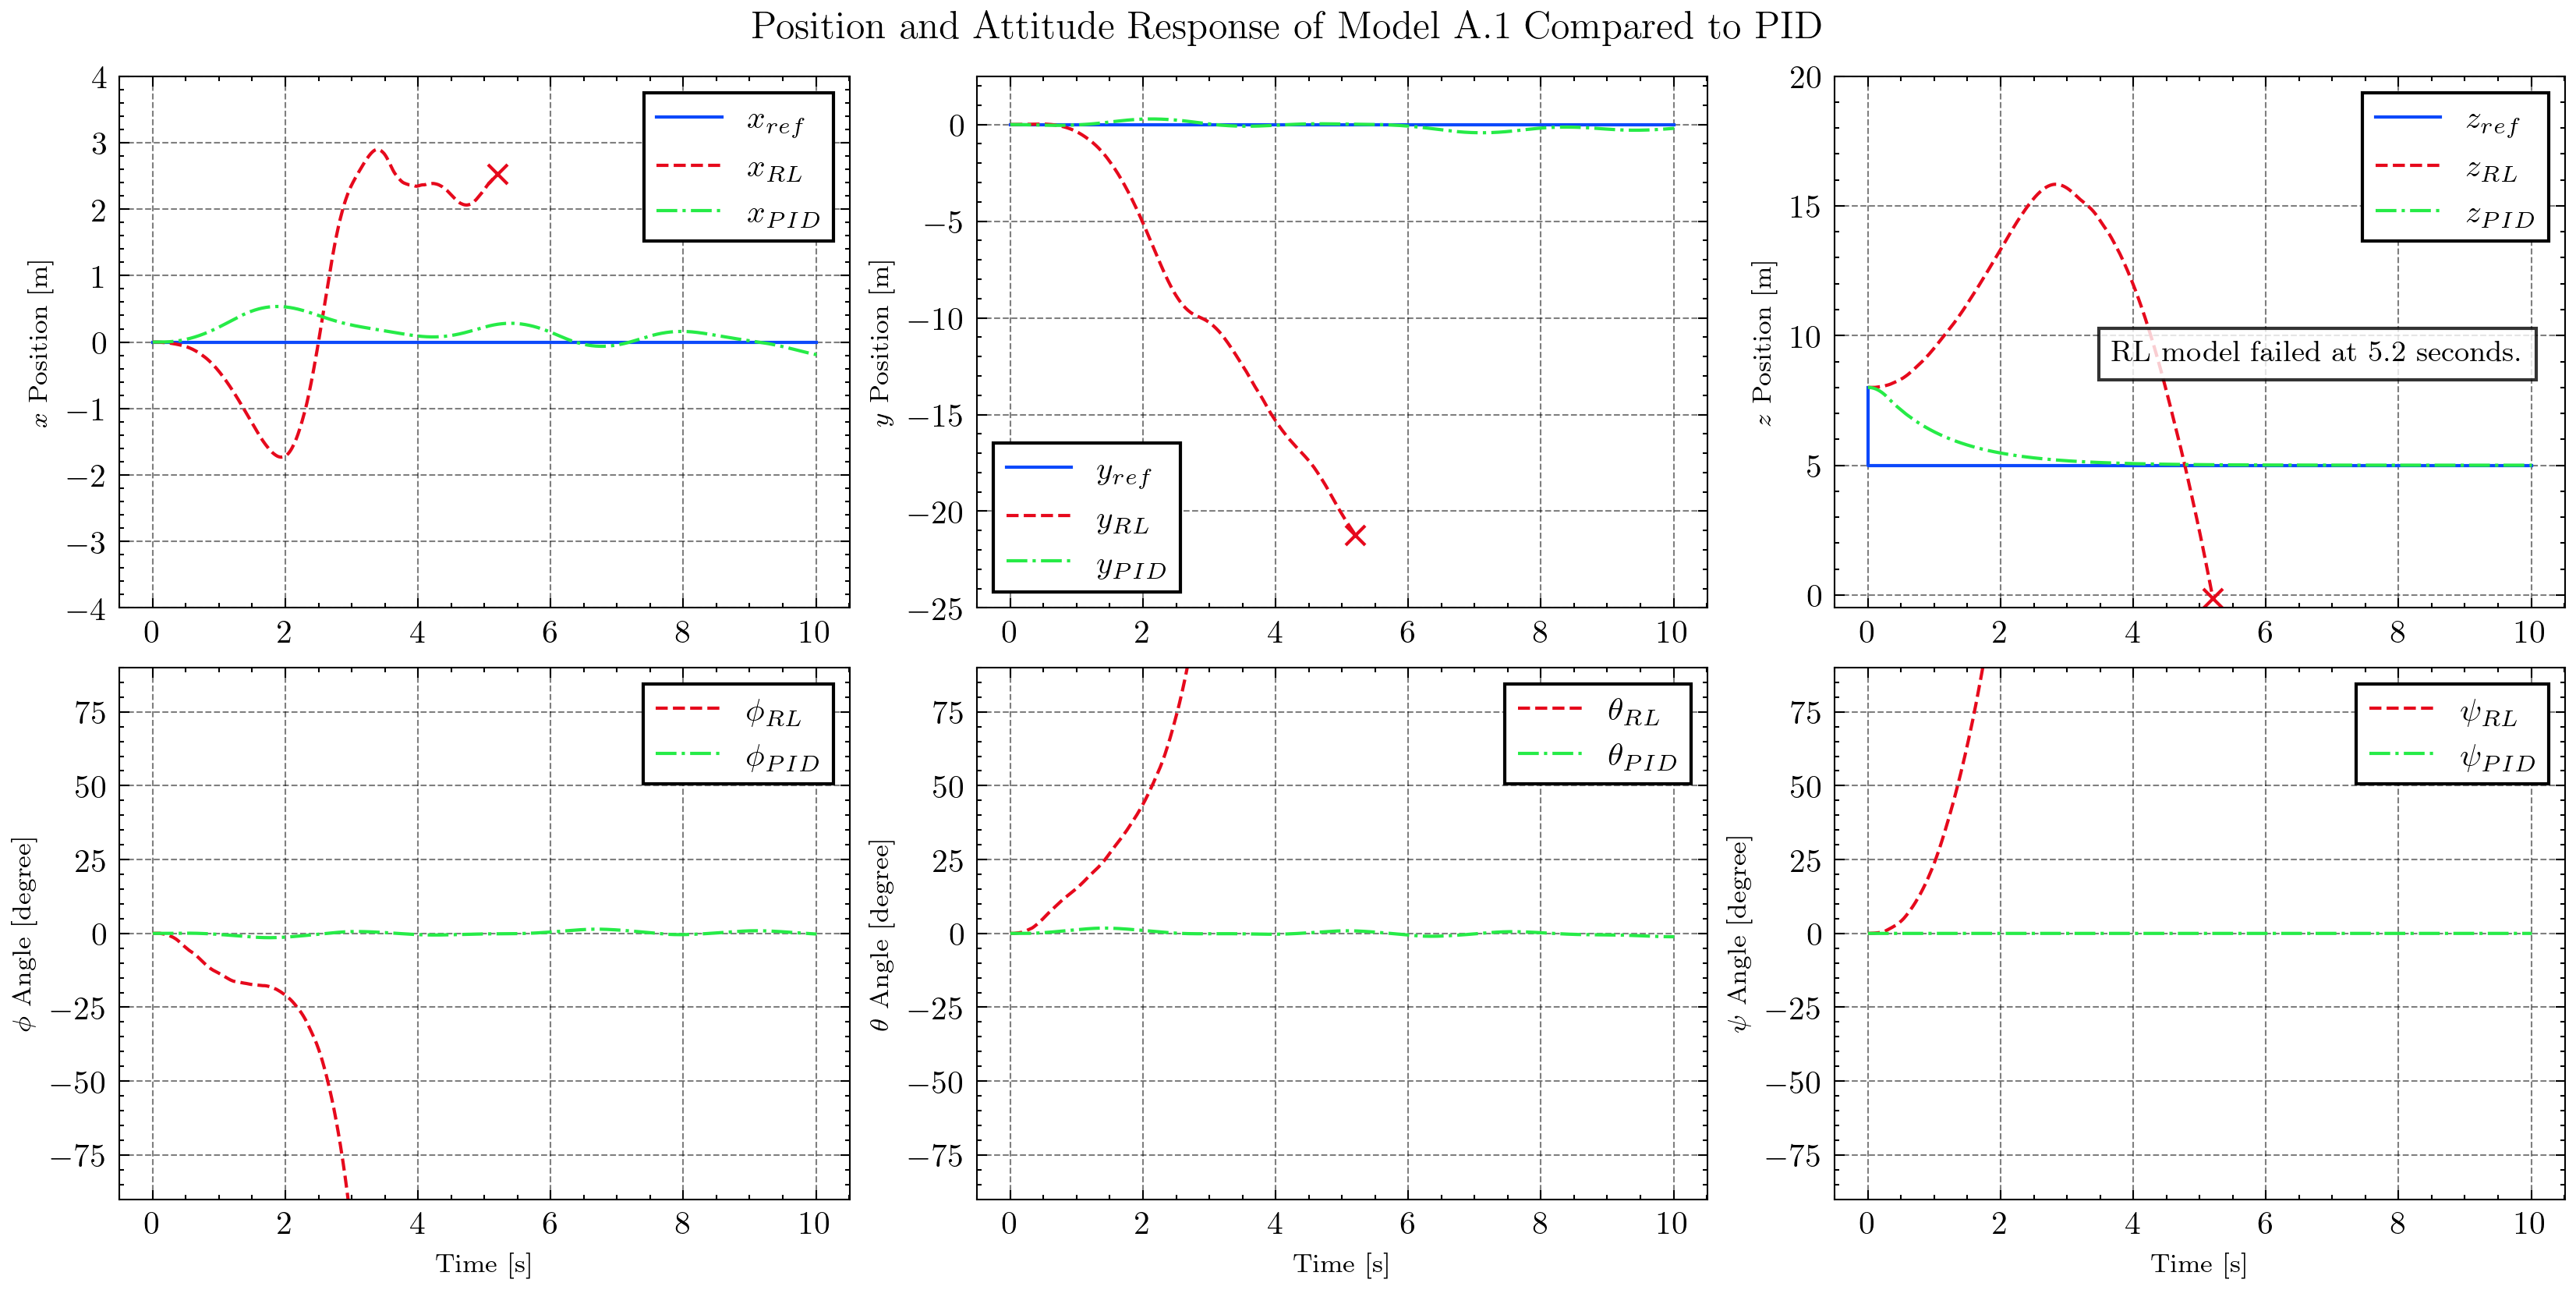 Position and Attitude Response of Model A.1 Compared to PID
x Position [m]
4
3
2
1
0
−1
−2
−3
−4
0 2 4 6 8 10
x_ref
x_RL
x_PID
y Position [m]
0
−5
−10
−15
−20
−25
0 2 4 6 8 10
y_ref
y_RL
y_PID
z Position [m]
20
15
10
5
0
0 2 4 6 8 10
z_ref
z_RL
z_PID
RL model failed at 5.2 seconds.
ϕ Angle [degree]
75
50
25
0
−25
−50
−75
0 2 4 6 8 10
Time [s]
ϕ_RL
ϕ_PID
θ Angle [degree]
75
50
25
0
−25
−50
−75
0 2 4 6 8 10
Time [s]
θ_RL
θ_PID
ψ Angle [degree]
75
50
25
0
−25
−50
−75
0 2 4 6 8 10
Time [s]
ψ_RL
ψ_PID